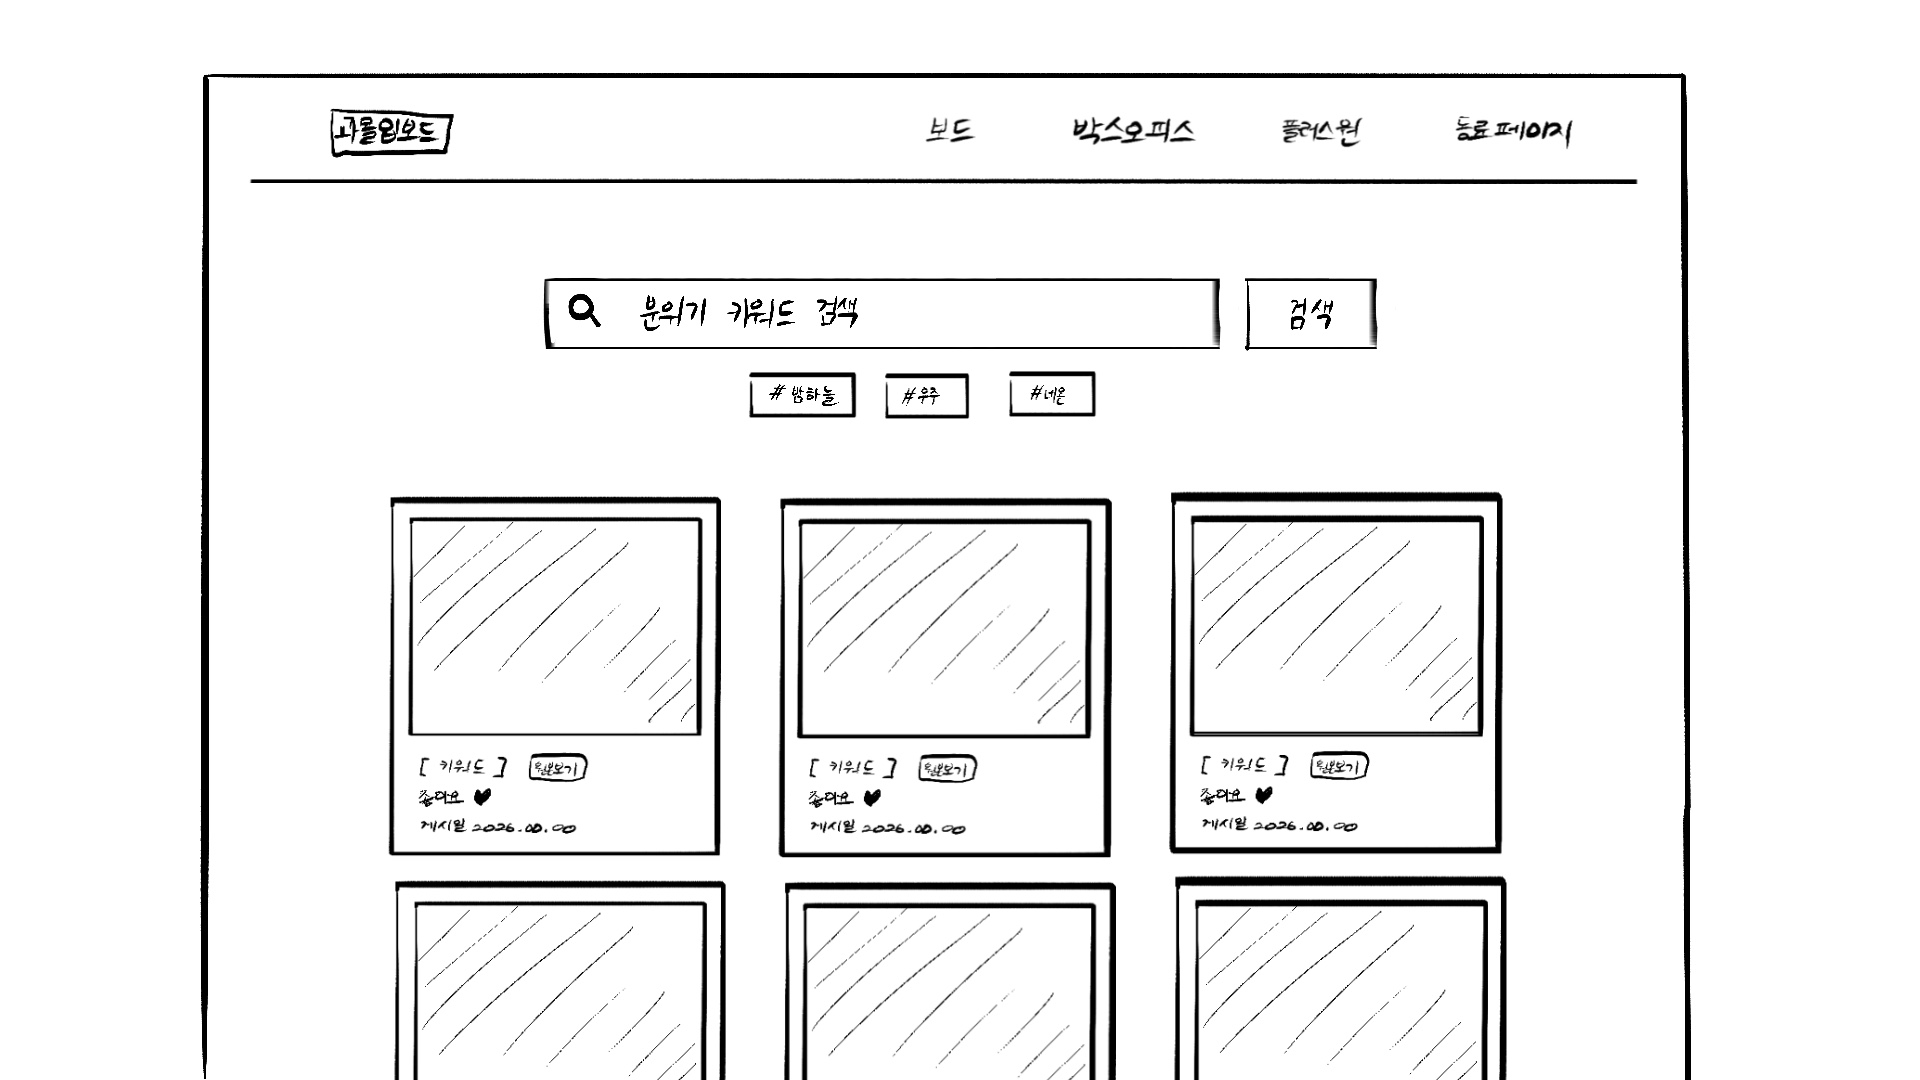 과몰입보드 보드 박스오피스 플러스원 동료페이지
분위기 키워드 검색 검색
#밤하늘 #우주 #네온
[ 키워드 ] 원본보기 [ 키워드 ] 원본보기 [ 키워드 ] 원본보기
좋아요 좋아요 좋아요
게시일 2026.00.00 게시일 2026.00.00 게시일 2026.00.00